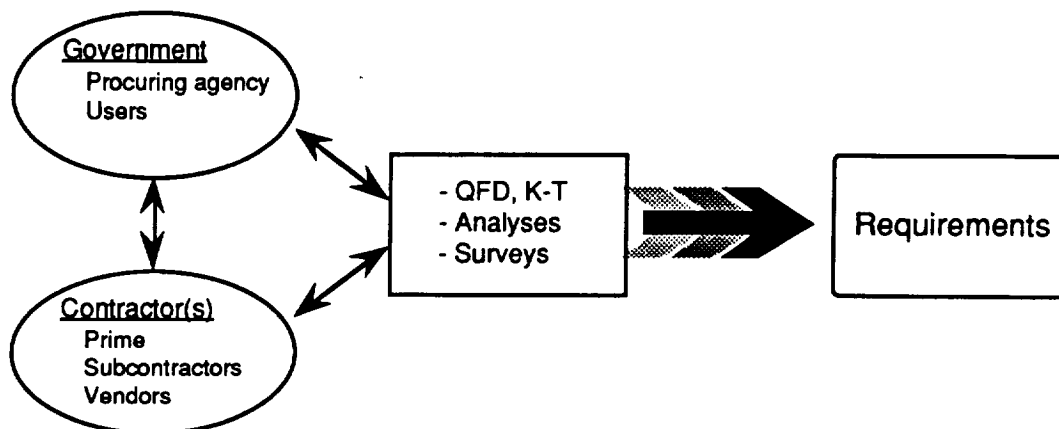 Government
Procuring agency
Users
- QFD, K-T
- Analyses
- Surveys
Requirements
Contractor(s)
Prime
Subcontractors
Vendors